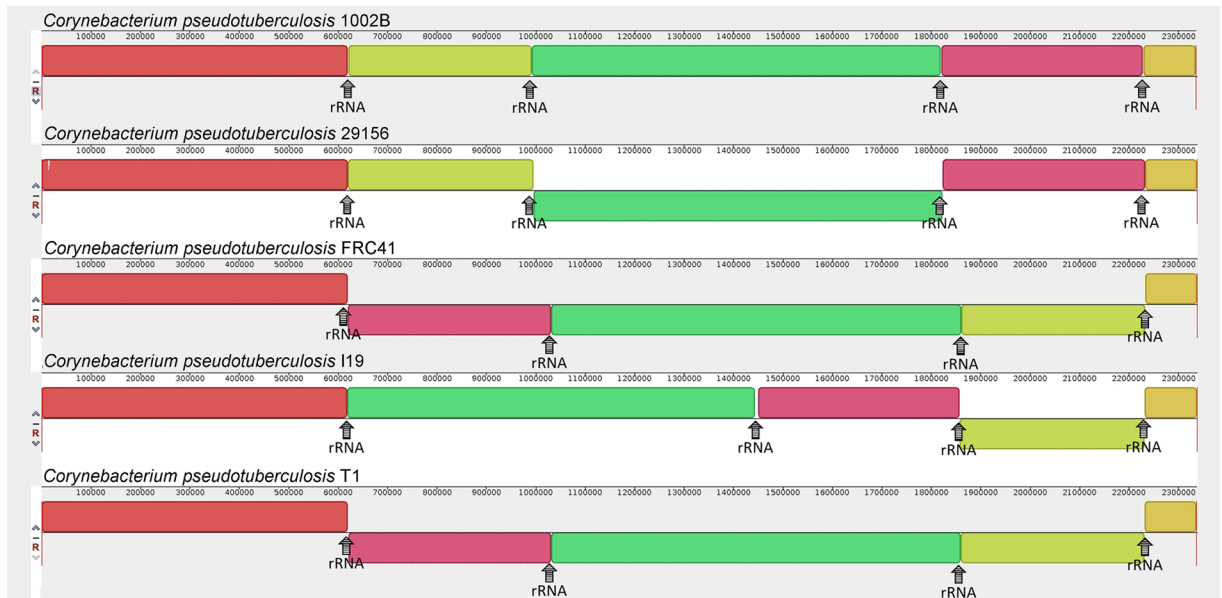 Corynebacterium pseudotuberculosis 1002B
100000 200000 300000 400000 500000 600000 700000 800000 900000 1000000 1100000 1200000 1300000 1400000 1500000 1600000 1700000 1800000 1900000 2000000 2100000 2200000 2300000
R
rRNA rRNA rRNA rRNA
Corynebacterium pseudotuberculosis 29156
100000 200000 300000 400000 500000 600000 700000 800000 900000 1000000 1100000 1200000 1300000 1400000 1500000 1600000 1700000 1800000 1900000 2000000 2100000 2200000 2300000
R
rRNA rRNA rRNA rRNA
Corynebacterium pseudotuberculosis FRC41
100000 200000 300000 400000 500000 600000 700000 800000 900000 1000000 1100000 1200000 1300000 1400000 1500000 1600000 1700000 1800000 1900000 2000000 2100000 2200000 2300000
R
rRNA rRNA rRNA rRNA
Corynebacterium pseudotuberculosis I19
100000 200000 300000 400000 500000 600000 700000 800000 900000 1000000 1100000 1200000 1300000 1400000 1500000 1600000 1700000 1800000 1900000 2000000 2100000 2200000 2300000
R
rRNA rRNA rRNA rRNA
Corynebacterium pseudotuberculosis T1
100000 200000 300000 400000 500000 600000 700000 800000 900000 1000000 1100000 1200000 1300000 1400000 1500000 1600000 1700000 1800000 1900000 2000000 2100000 2200000 2300000
R
rRNA rRNA rRNA rRNA